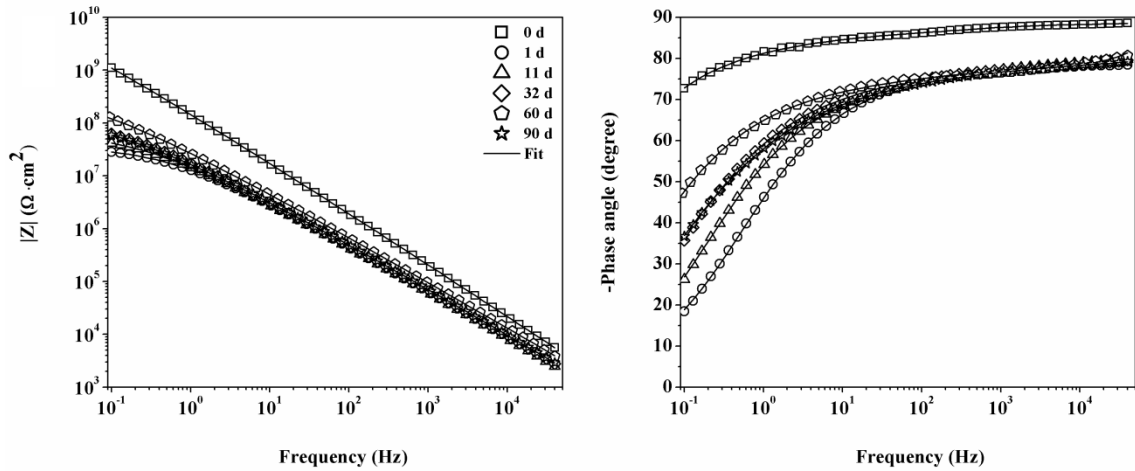 10^10
10^9
10^8
10^7
10^6
10^5
10^4
10^3
|Z| (Ω·cm²)
10^-1 10^0 10^1 10^2 10^3 10^4
Frequency (Hz)
0 d
1 d
11 d
32 d
60 d
90 d
Fit
90
80
70
60
50
40
30
20
10
0
-Phase angle (degree)
10^-1 10^0 10^1 10^2 10^3 10^4
Frequency (Hz)